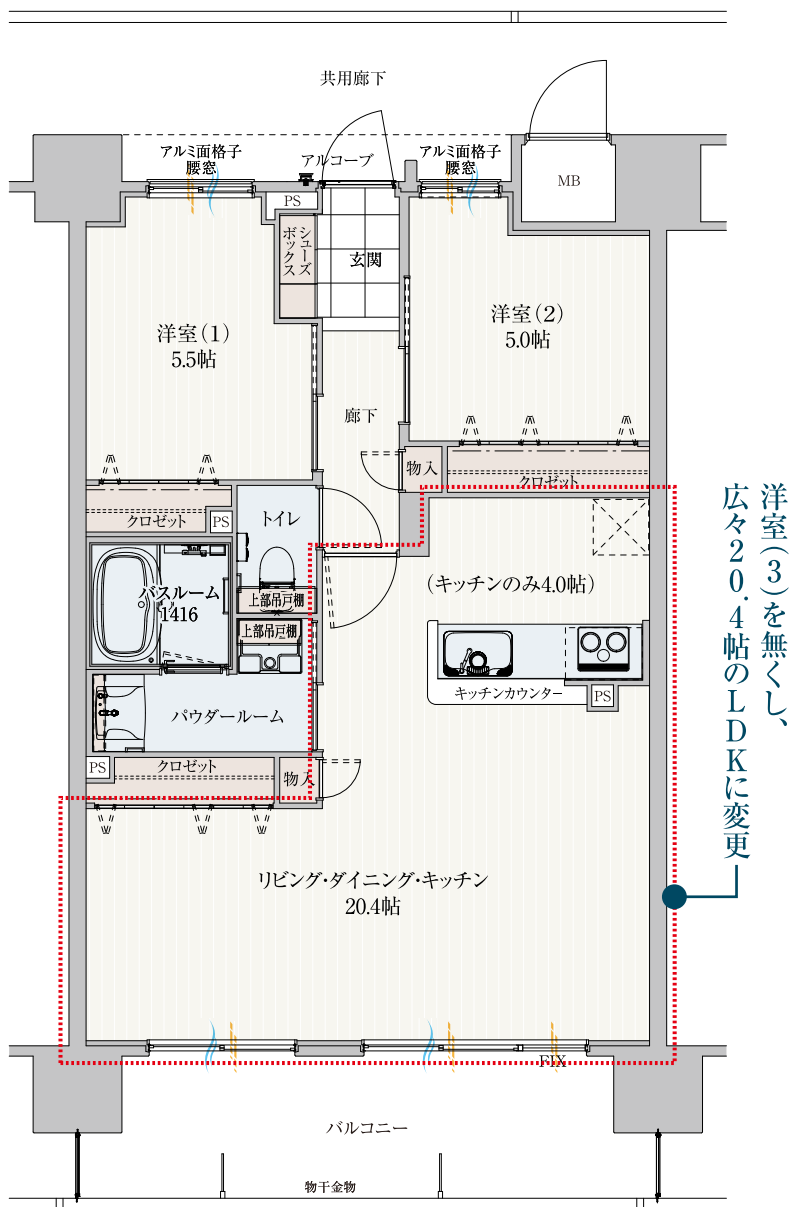 共用廊下
アルミ面格子
腰窓
アルコーブ
アルミ面格子
腰窓
MB
PS
シューズ
ボックス
玄関
洋室(1)
5.5帖
洋室(2)
5.0帖
廊下
物入
クロゼット
クロゼット
PS
トイレ
バスルーム
1416
上部吊戸棚
上部吊戸棚
(キッチンのみ4.0帖)
キッチンカウンター
PS
パウダールーム
PS
クロゼット
物入
リビング・ダイニング・キッチン
20.4帖
FIX
バルコニー
物干金物
洋室(3)を無くし、
広々20.4帖のLDKに変更